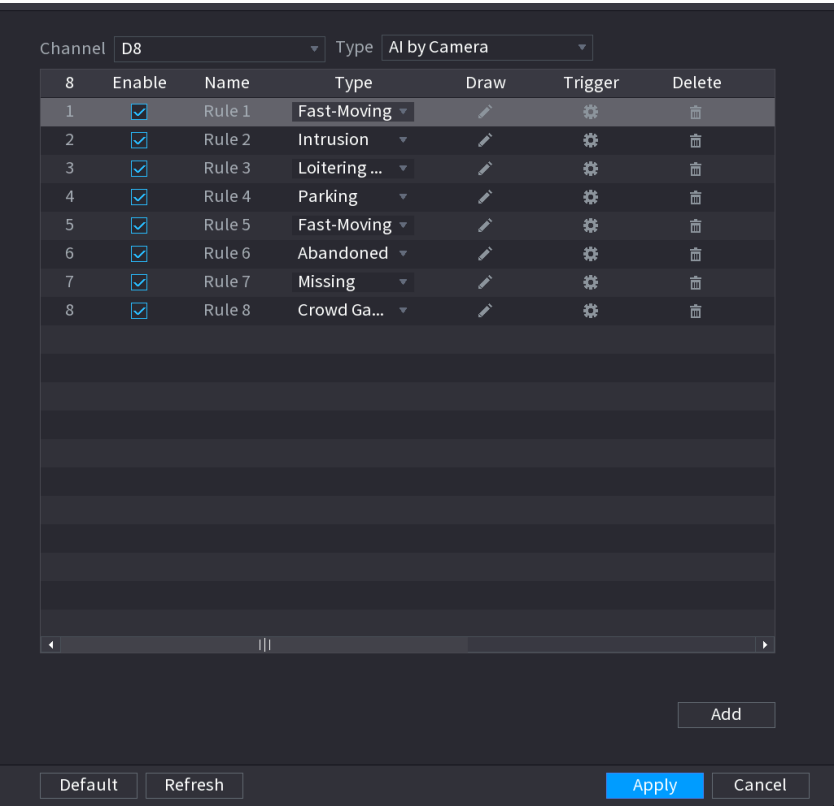 Channel D8 Type AI by Camera
8 Enable Name Type Draw Trigger Delete
1 Rule 1 Fast-Moving
2 Rule 2 Intrusion
3 Rule 3 Loitering ...
4 Rule 4 Parking
5 Rule 5 Fast-Moving
6 Rule 6 Abandoned
7 Rule 7 Missing
8 Rule 8 Crowd Ga...
Add
Default Refresh Apply Cancel